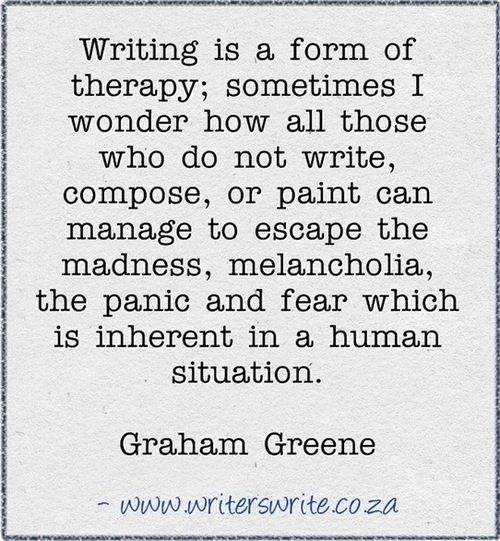 Writing is a form of
therapy; sometimes I
wonder how all those
who do not write,
compose, or paint can
manage to escape the
madness, melancholia,
the panic and fear which
is inherent in a human
situation.
Graham Greene
- www.writerswrite.co.za